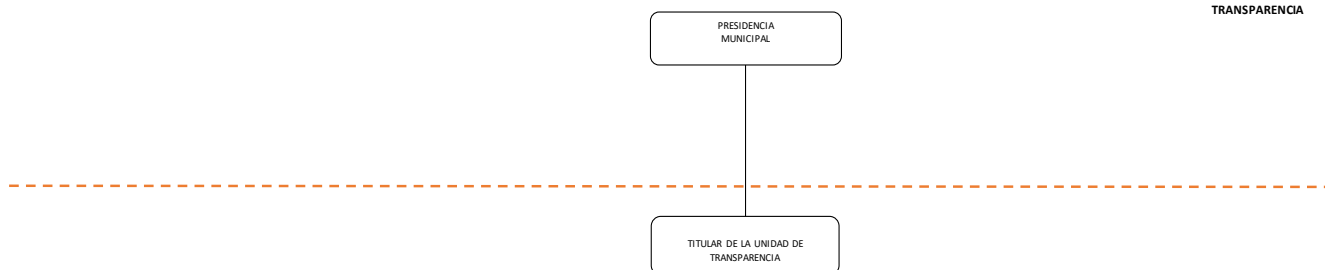 TRANSPARENCIA
PRESIDENCIA
MUNICIPAL
TITULAR DE LA UNIDAD DE
TRANSPARENCIA